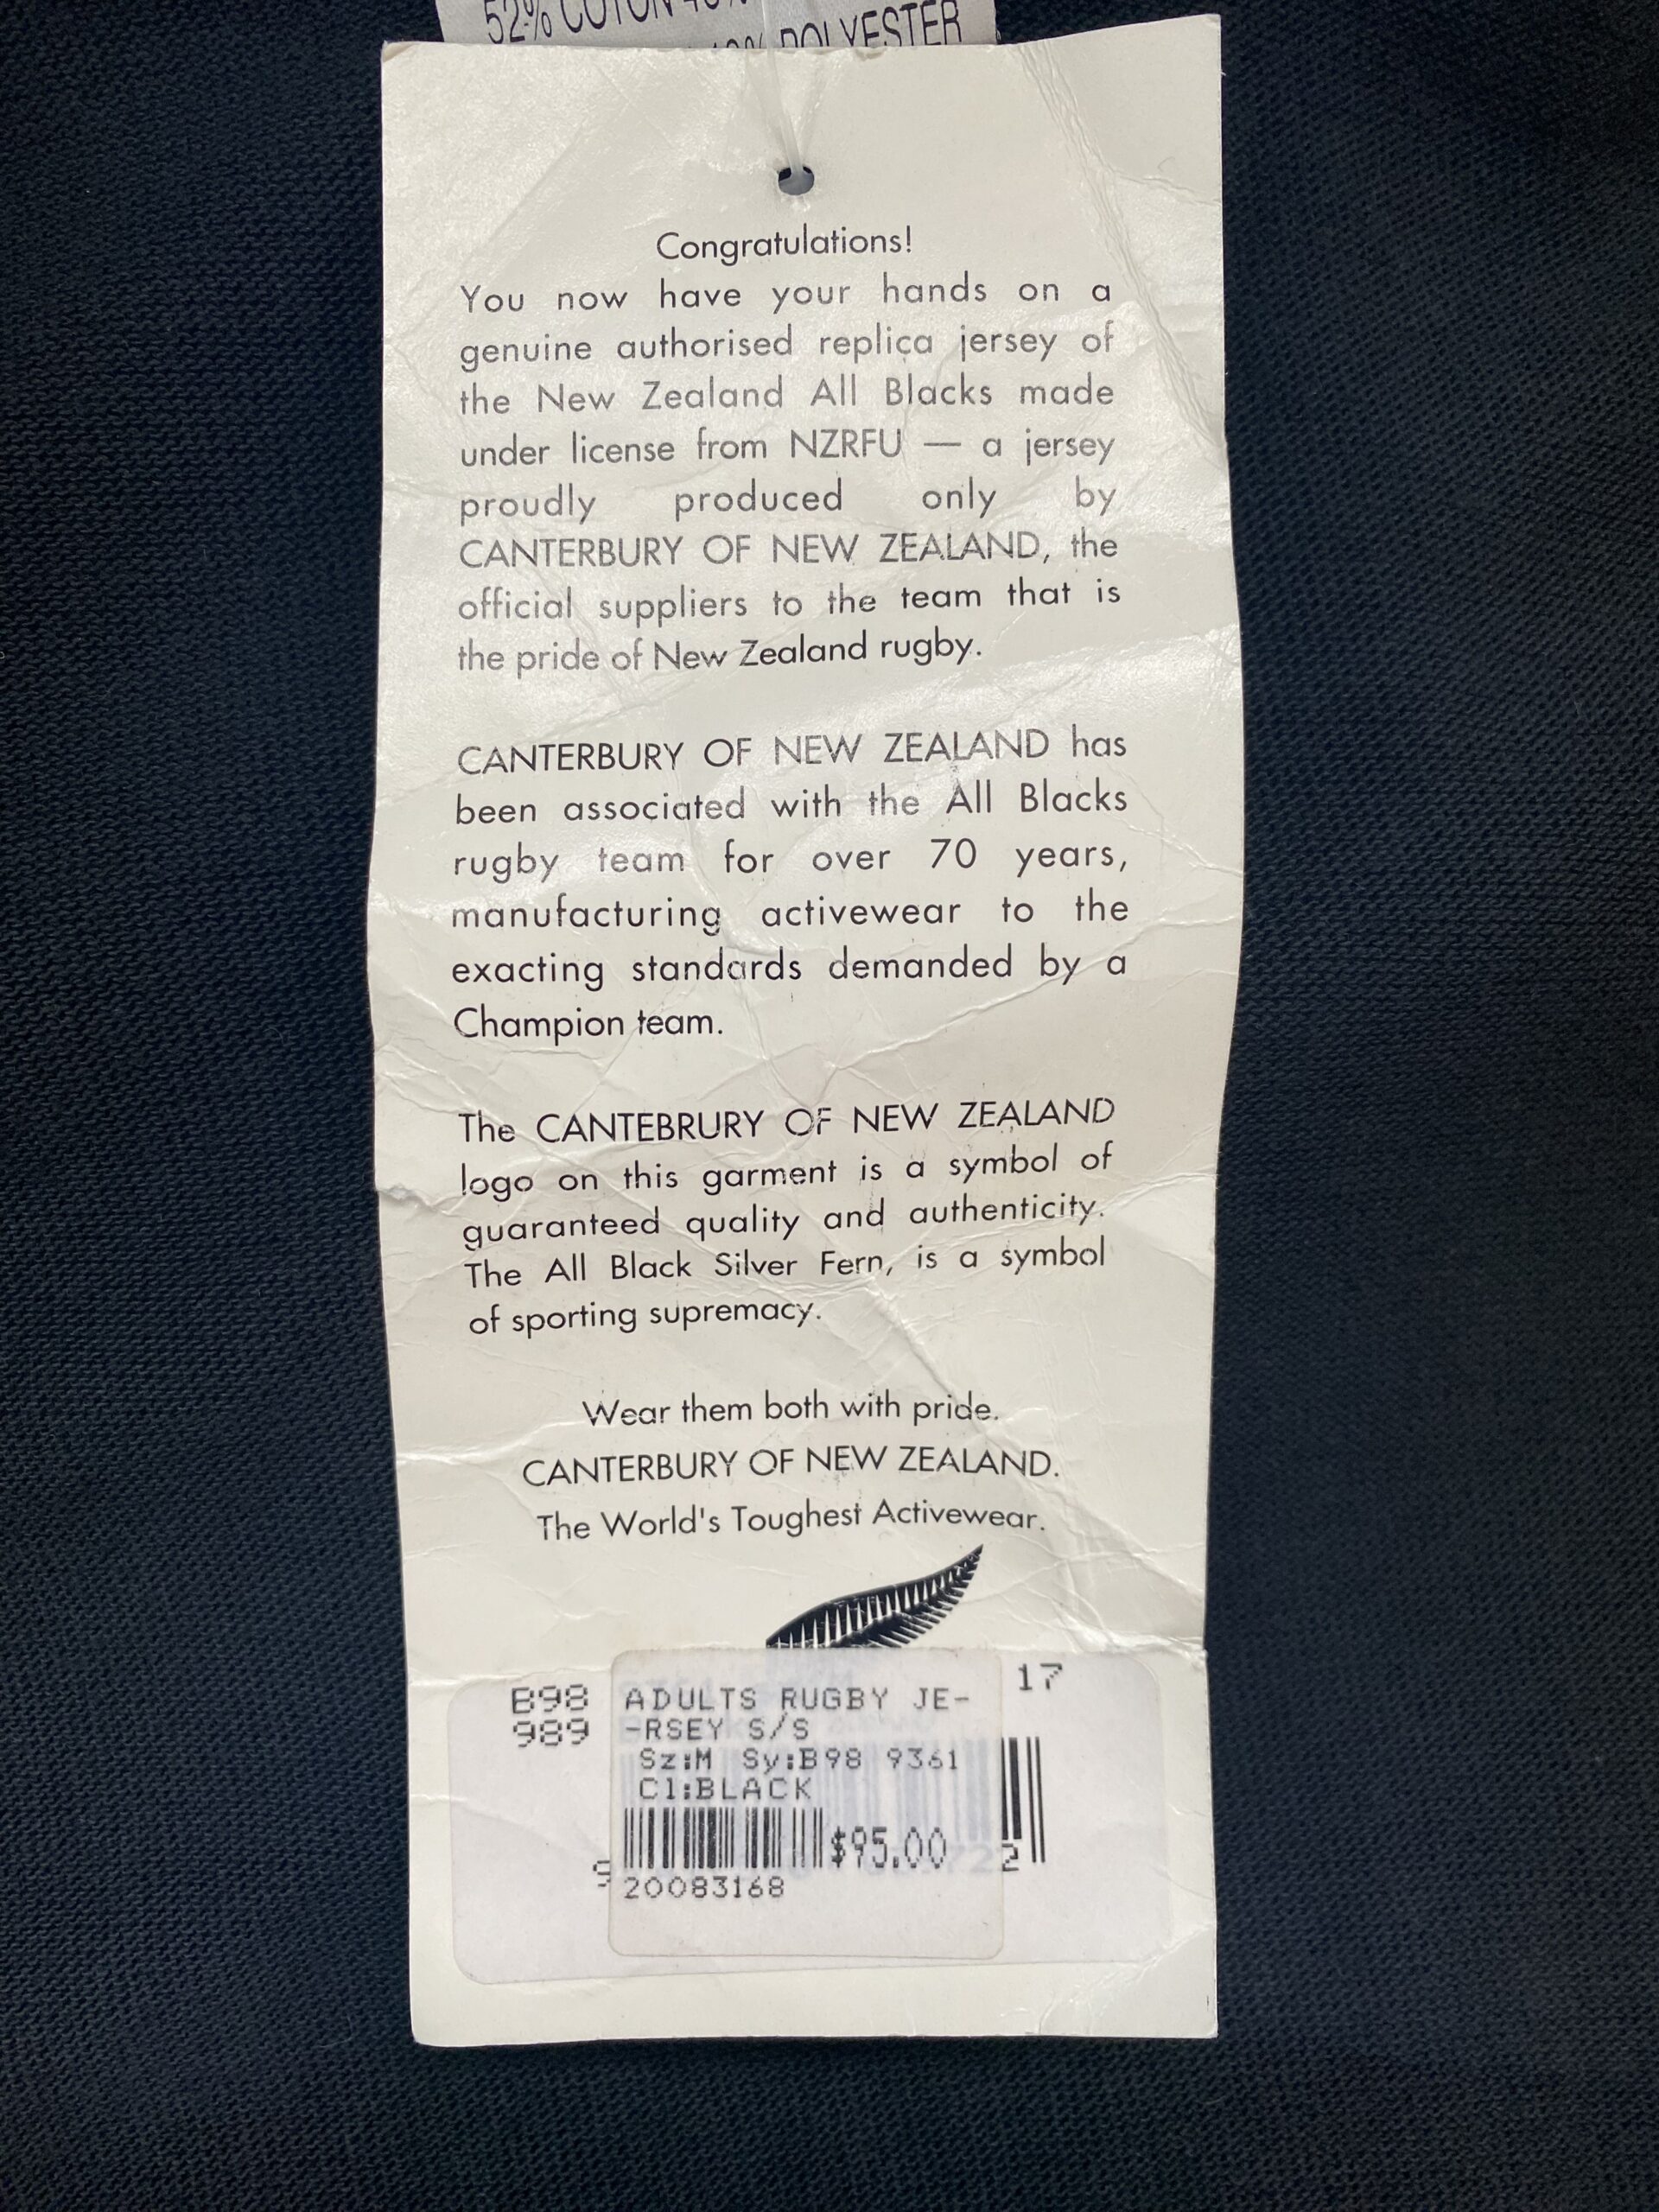 52% COTON
POLYESTER
Congratulations!
You now have your hands on a
genuine authorised replica jersey of
the New Zealand All Blacks made
under license from NZRFU — a jersey
proudly produced only by
CANTERBURY OF NEW ZEALAND, the
official suppliers to the team that is
the pride of New Zealand rugby.
CANTERBURY OF NEW ZEALAND has
been associated with the All Blacks
rugby team for over 70 years,
manufacturing activewear to the
exacting standards demanded by a
Champion team.
The CANTEBRURY OF NEW ZEALAND
logo on this garment is a symbol of
guaranteed quality and authenticity.
The All Black Silver Fern, is a symbol
of sporting supremacy.
Wear them both with pride.
CANTERBURY OF NEW ZEALAND.
The World's Toughest Activewear.
B98 17
989
ADULTS RUGBY JE-
-RSEY S/S
Sz:M Sy:B98 9361
Cl:BLACK
$95.00
9 2
20083168